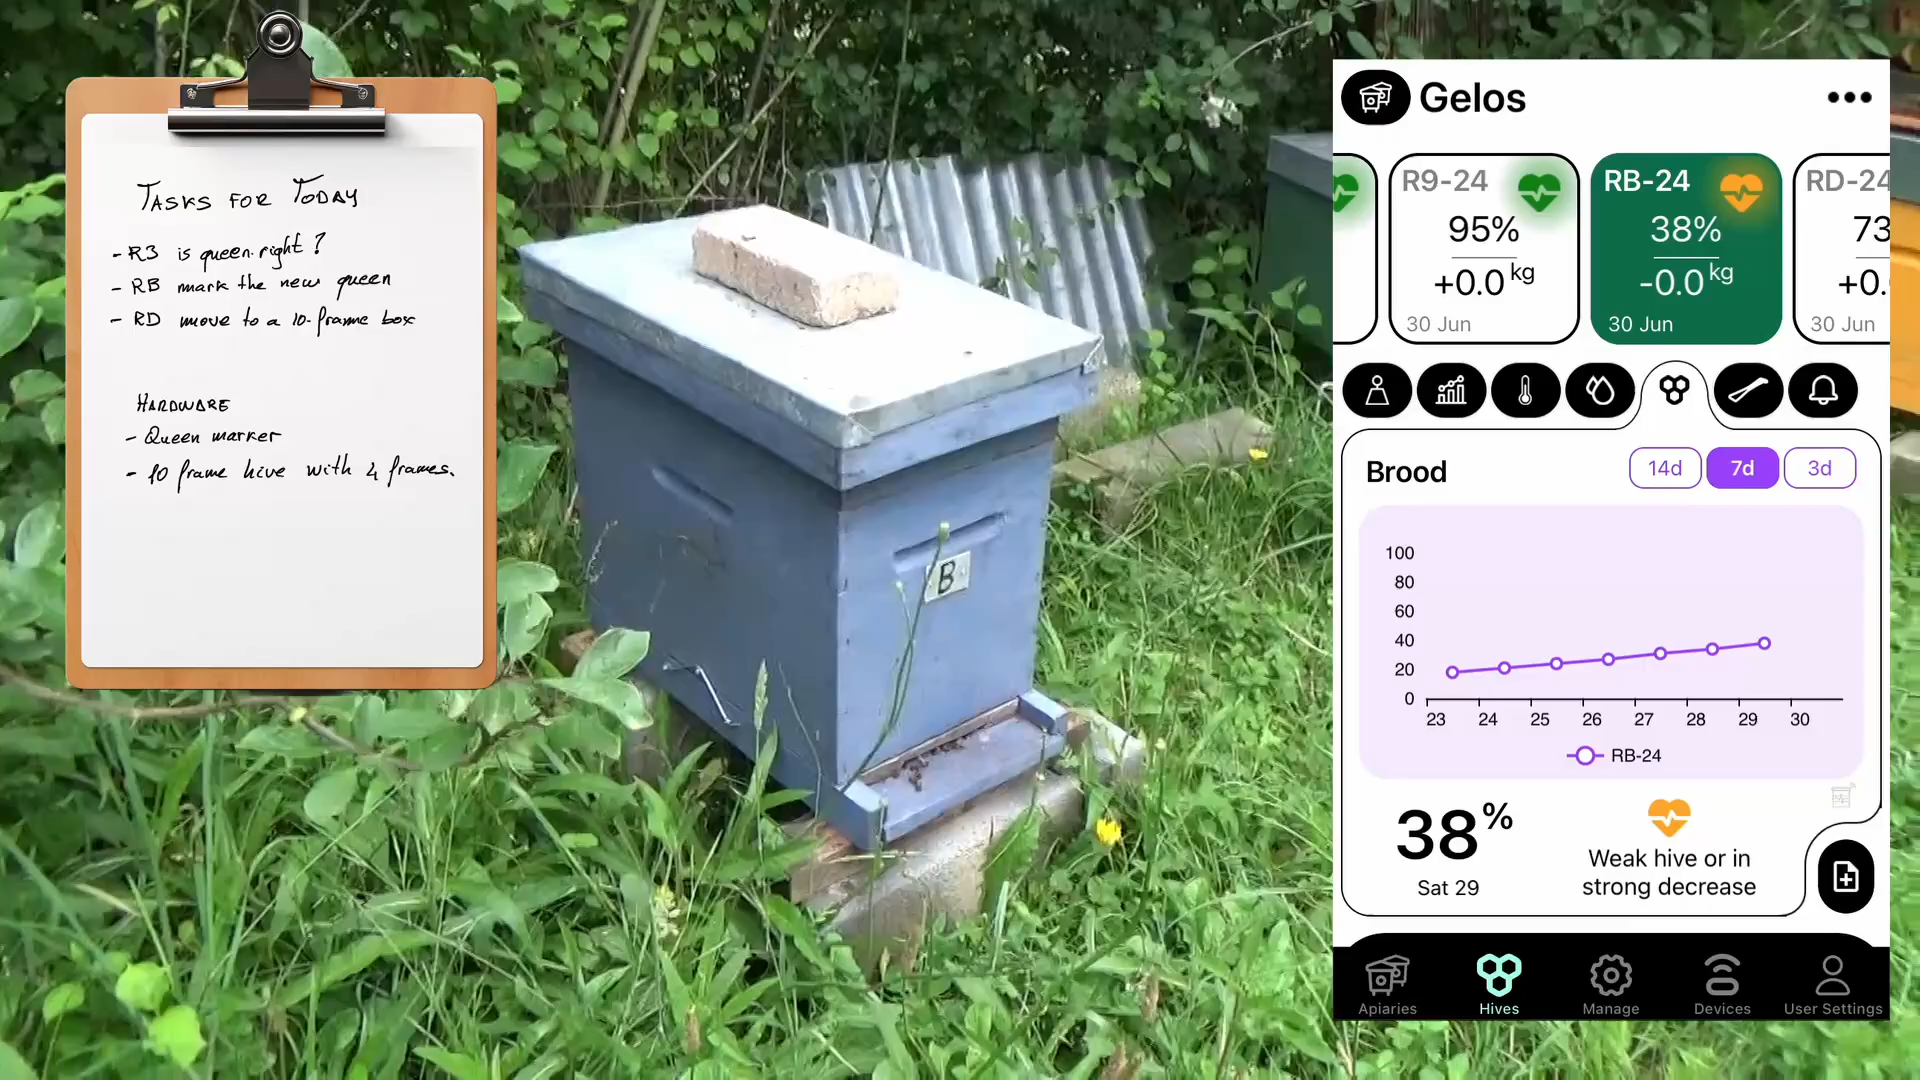 TASKS FOR TODAY
- R3 is queen right ?
- RB mark the new queen
- RD move to a 10-frame box
HARDWARE
- Queen marker
- 10 frame hive with 4 frames.
B
Gelos
R9-24
95%
+0.0 kg
30 Jun
RB-24
38%
-0.0 kg
30 Jun
RD-24
73
+0.
30 Jun
Brood
14d 7d 3d
100
80
60
40
20
0
23 24 25 26 27 28 29 30
RB-24
38%
Sat 29
Weak hive or in
strong decrease
Apiaries Hives Manage Devices User Settings